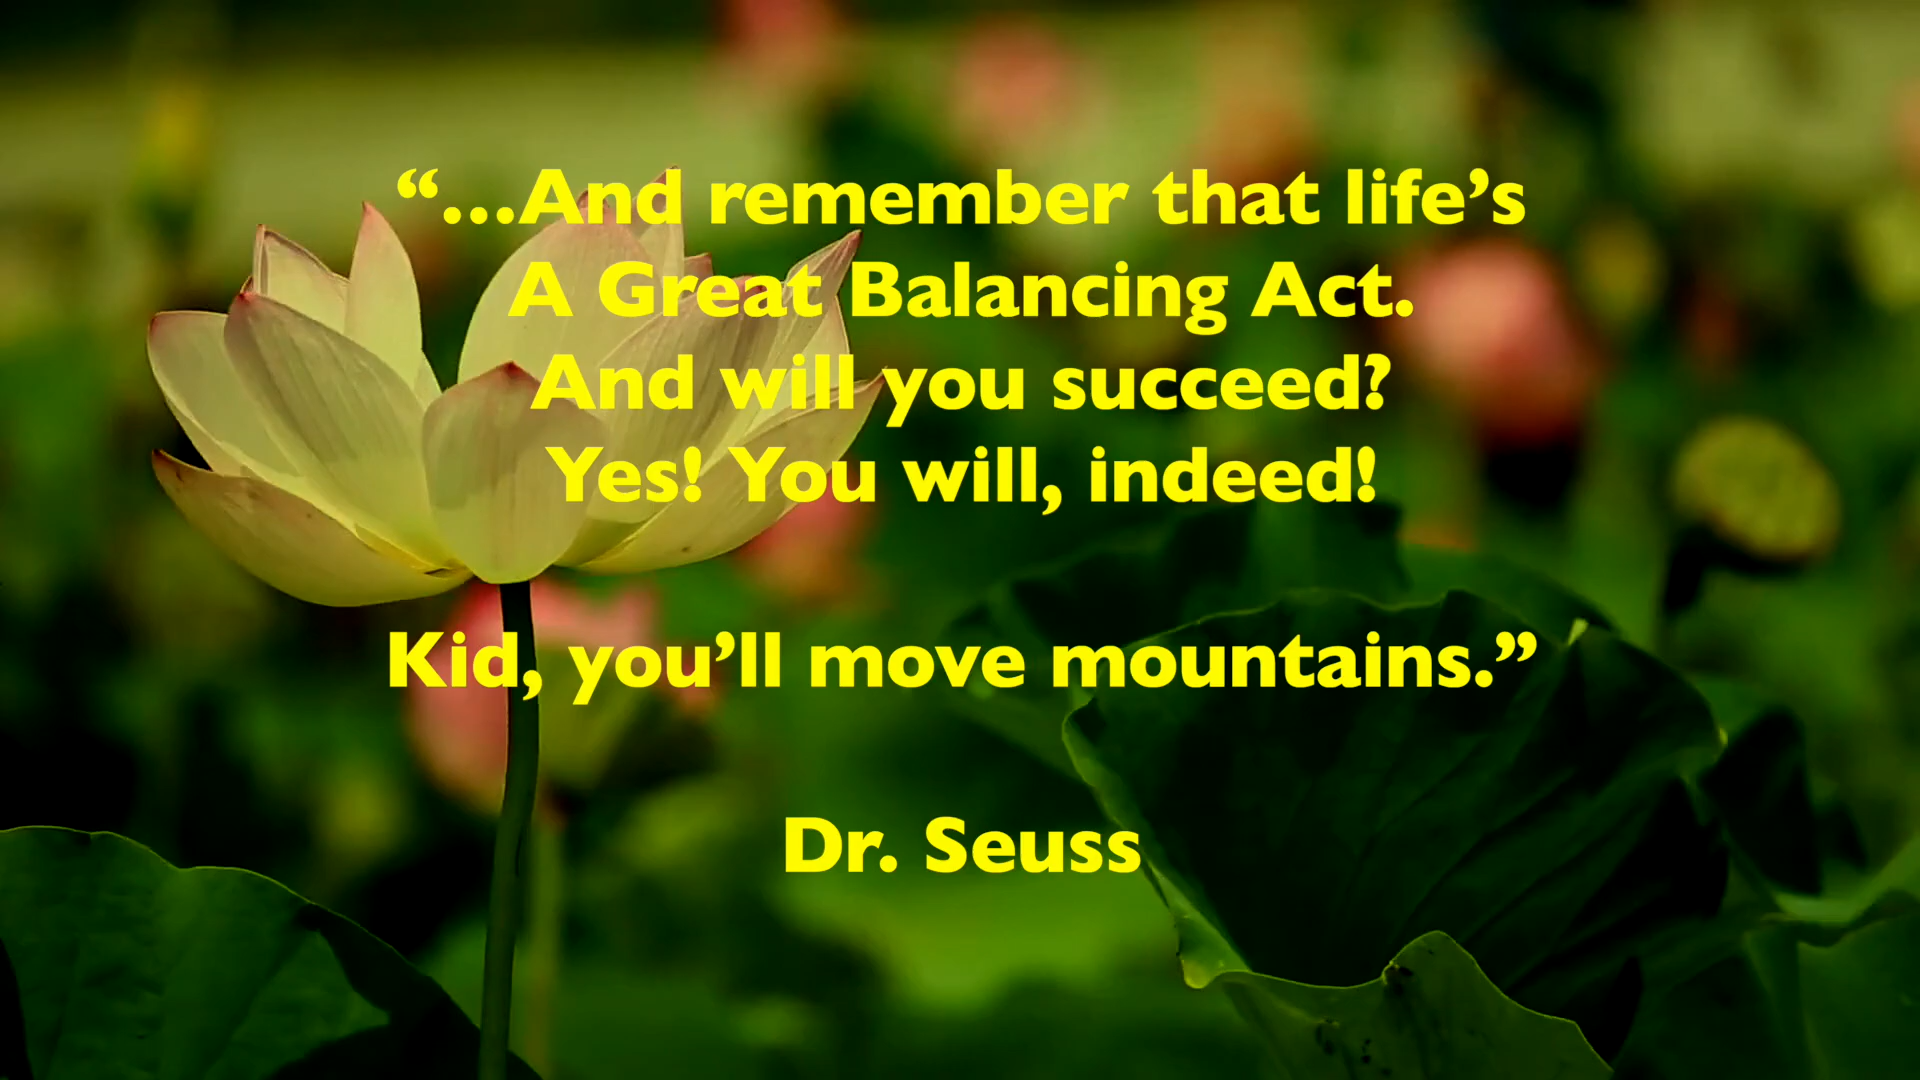 “...And remember that life’s
A Great Balancing Act.
And will you succeed?
Yes! You will, indeed!
Kid, you’ll move mountains.”
Dr. Seuss